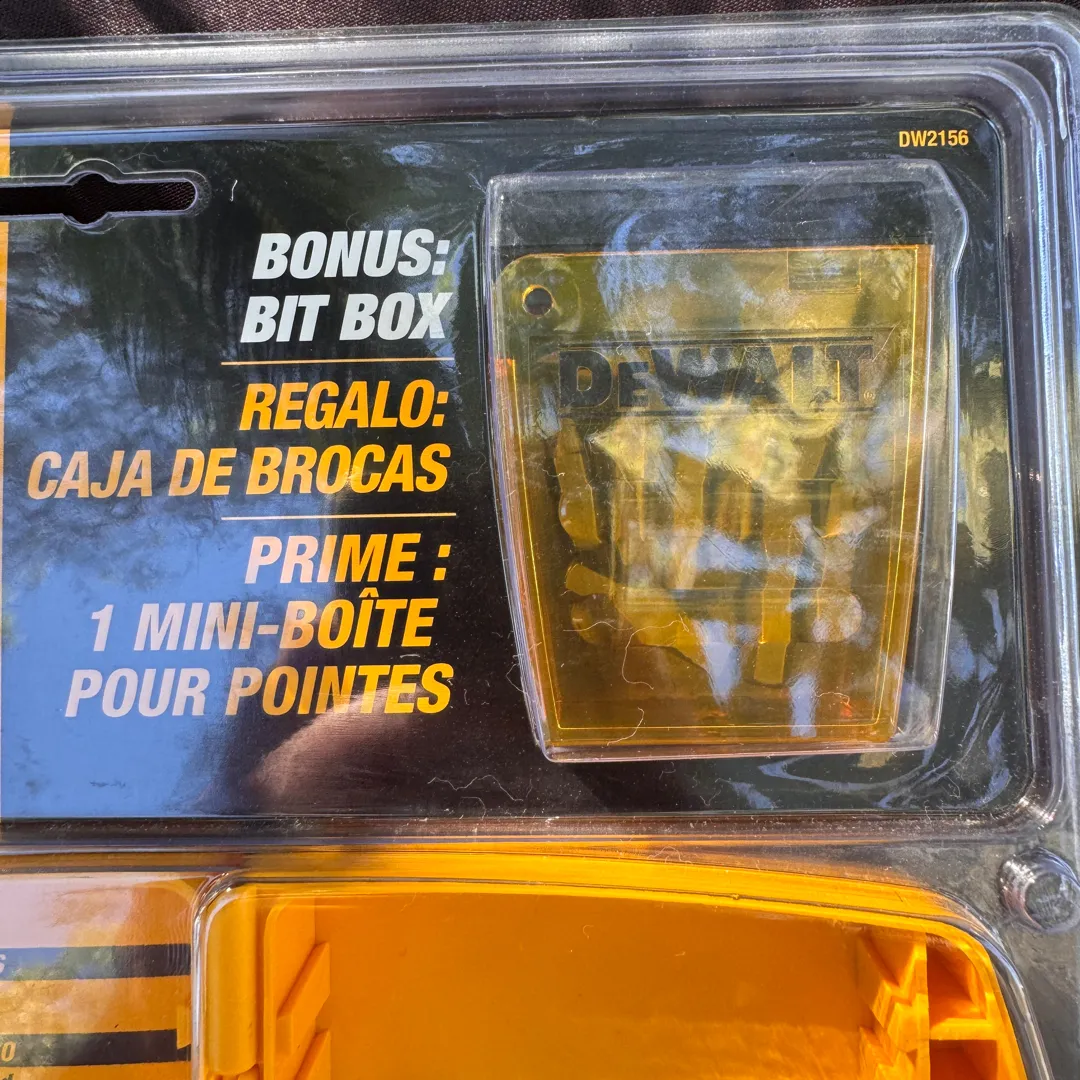 DW2156
BONUS:
BIT BOX
REGALO:
CAJA DE BROCAS
PRIME :
1 MINI-BOÎTE
POUR POINTES
DEWALT